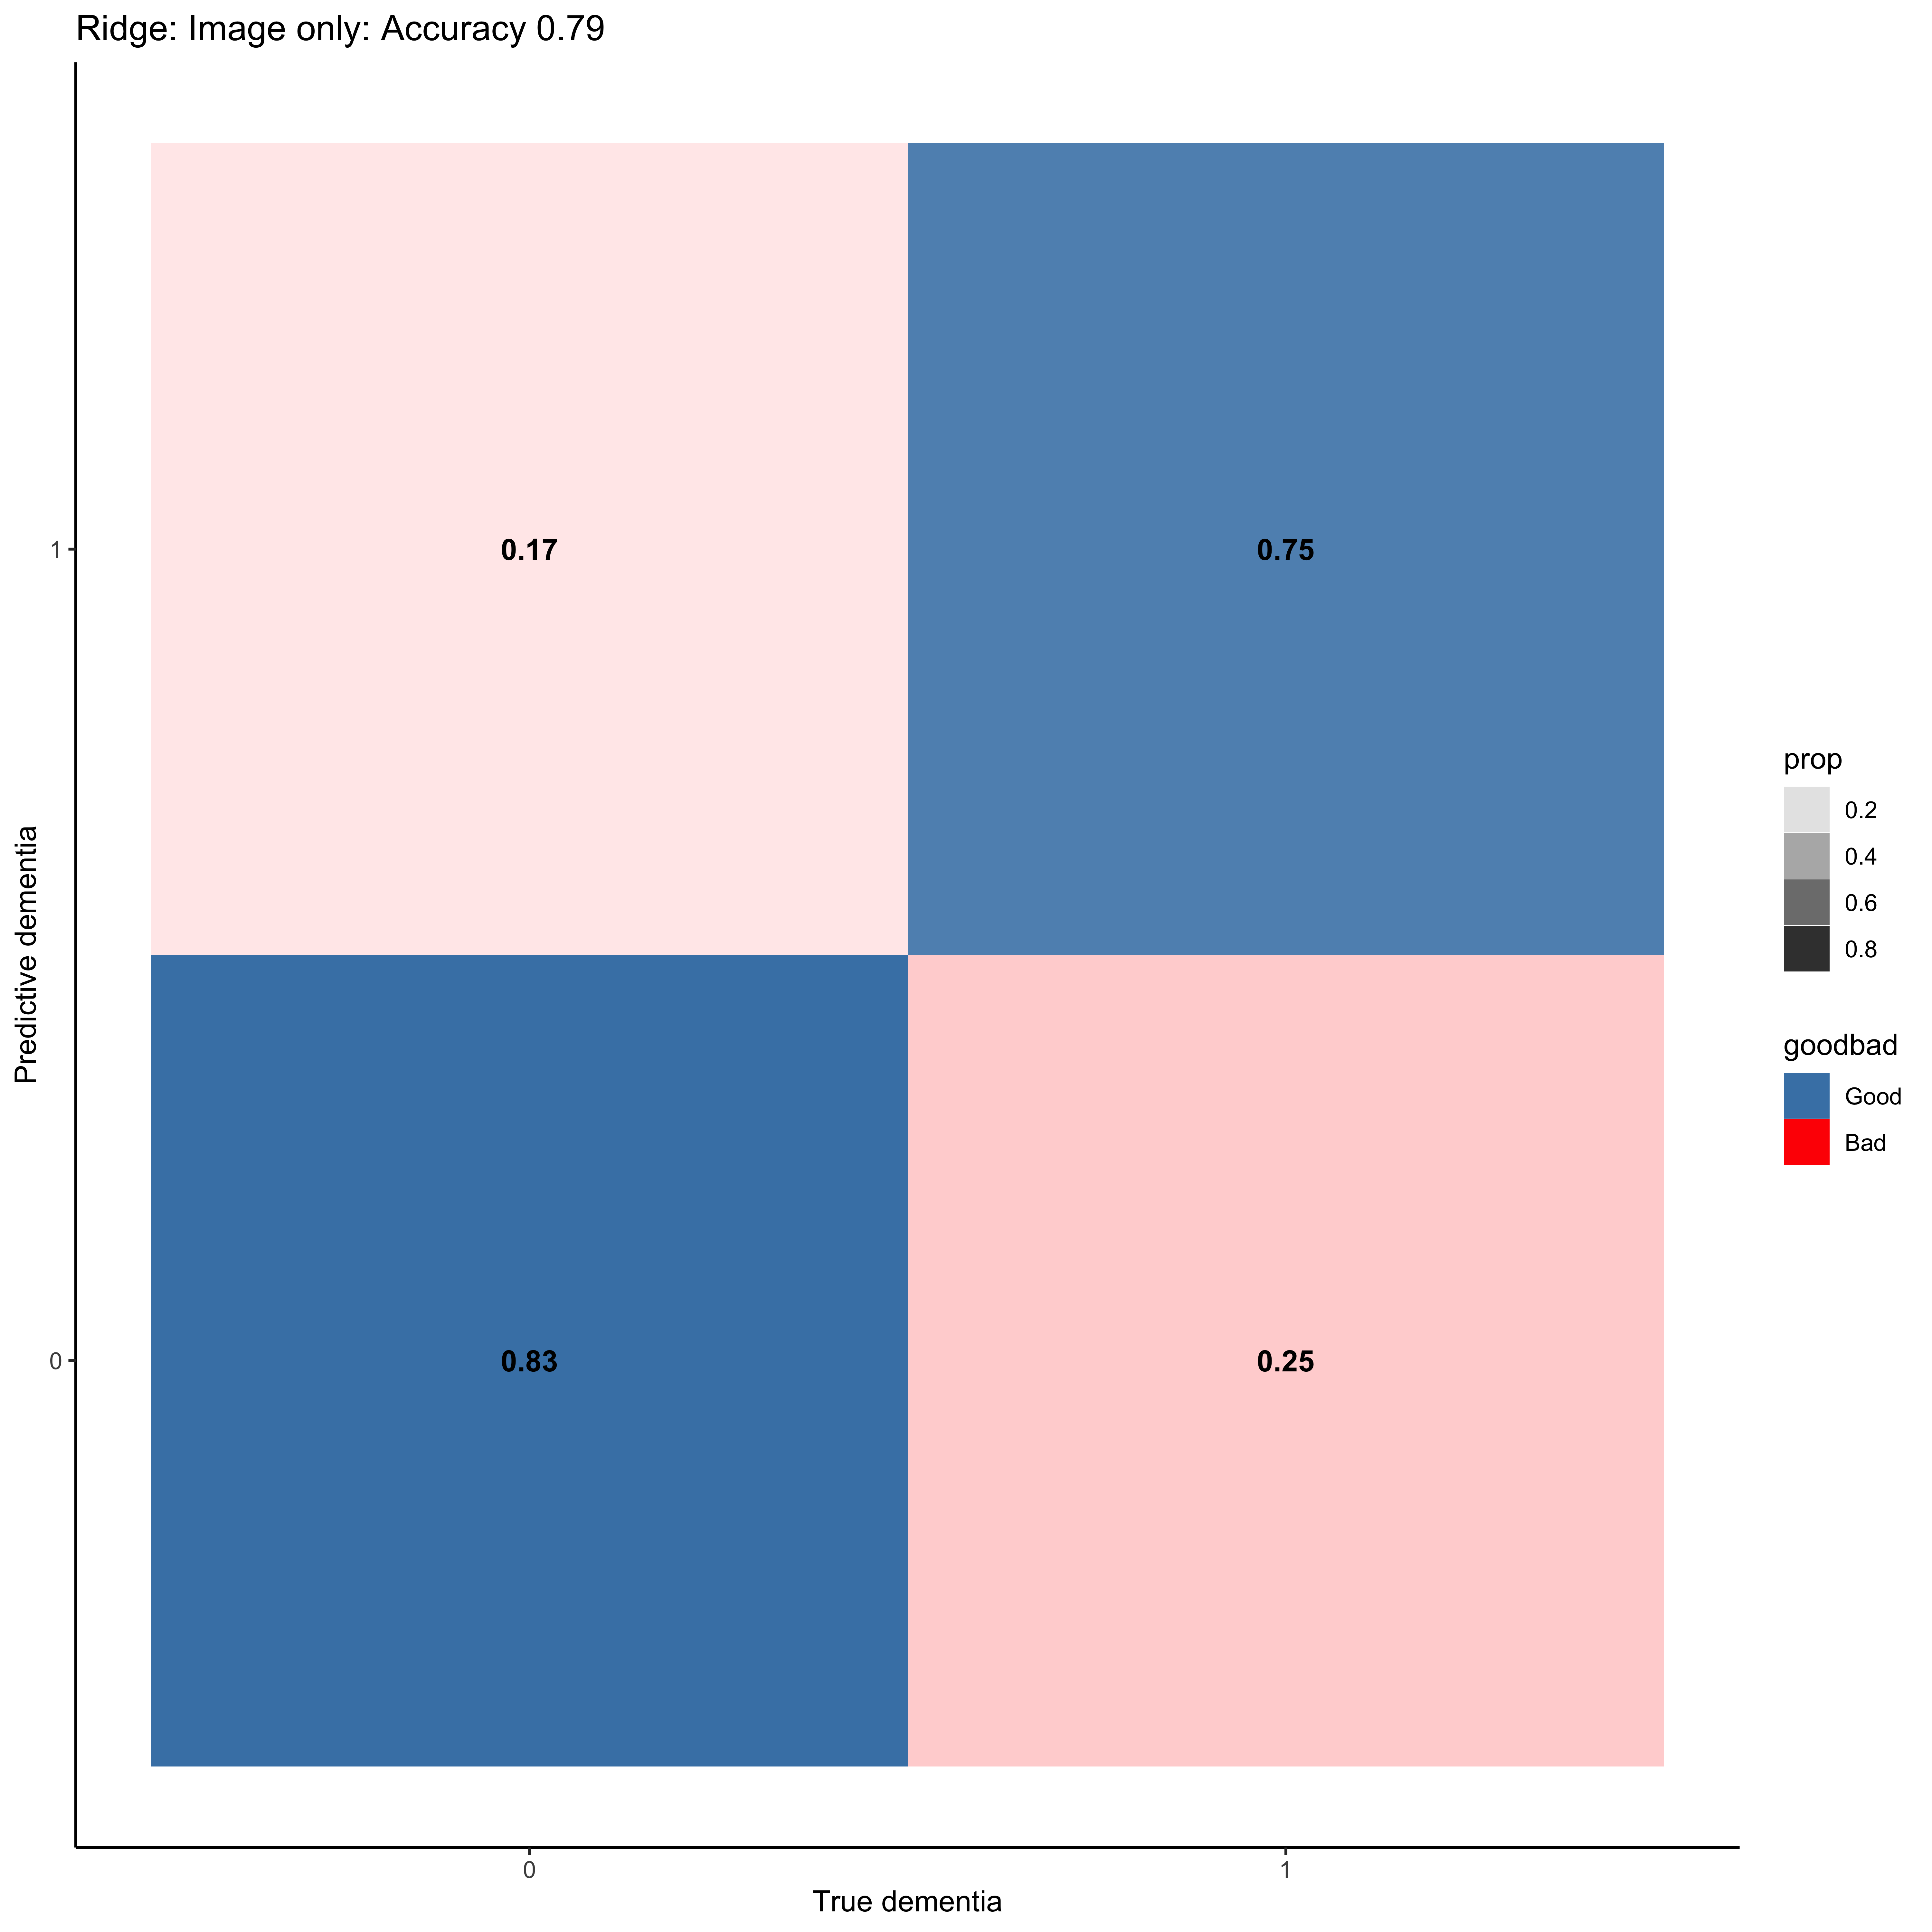 Ridge: Image only: Accuracy 0.79
Predictive dementia
1
0
0.17
0.75
0.83
0.25
0
1
True dementia
prop
0.2
0.4
0.6
0.8
goodbad
Good
Bad